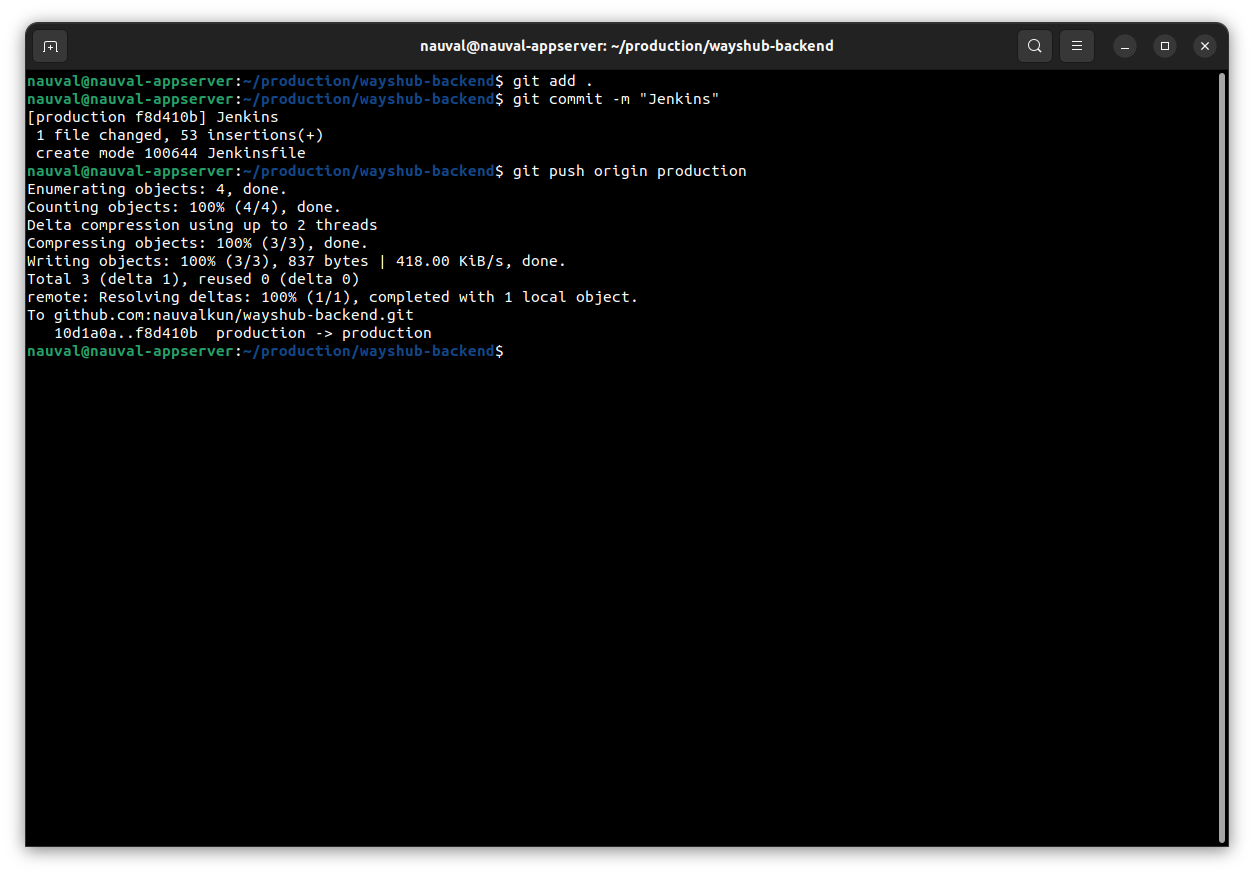 nauval@nauval-appserver: ~/production/wayshub-backend
nauval@nauval-appserver:~/production/wayshub-backend$ git add .
nauval@nauval-appserver:~/production/wayshub-backend$ git commit -m "Jenkins"
[production f8d410b] Jenkins
 1 file changed, 53 insertions(+)
 create mode 100644 Jenkinsfile
nauval@nauval-appserver:~/production/wayshub-backend$ git push origin production
Enumerating objects: 4, done.
Counting objects: 100% (4/4), done.
Delta compression using up to 2 threads
Compressing objects: 100% (3/3), done.
Writing objects: 100% (3/3), 837 bytes | 418.00 KiB/s, done.
Total 3 (delta 1), reused 0 (delta 0)
remote: Resolving deltas: 100% (1/1), completed with 1 local object.
To github.com:nauvalkun/wayshub-backend.git
   10d1a0a..f8d410b  production -> production
nauval@nauval-appserver:~/production/wayshub-backend$